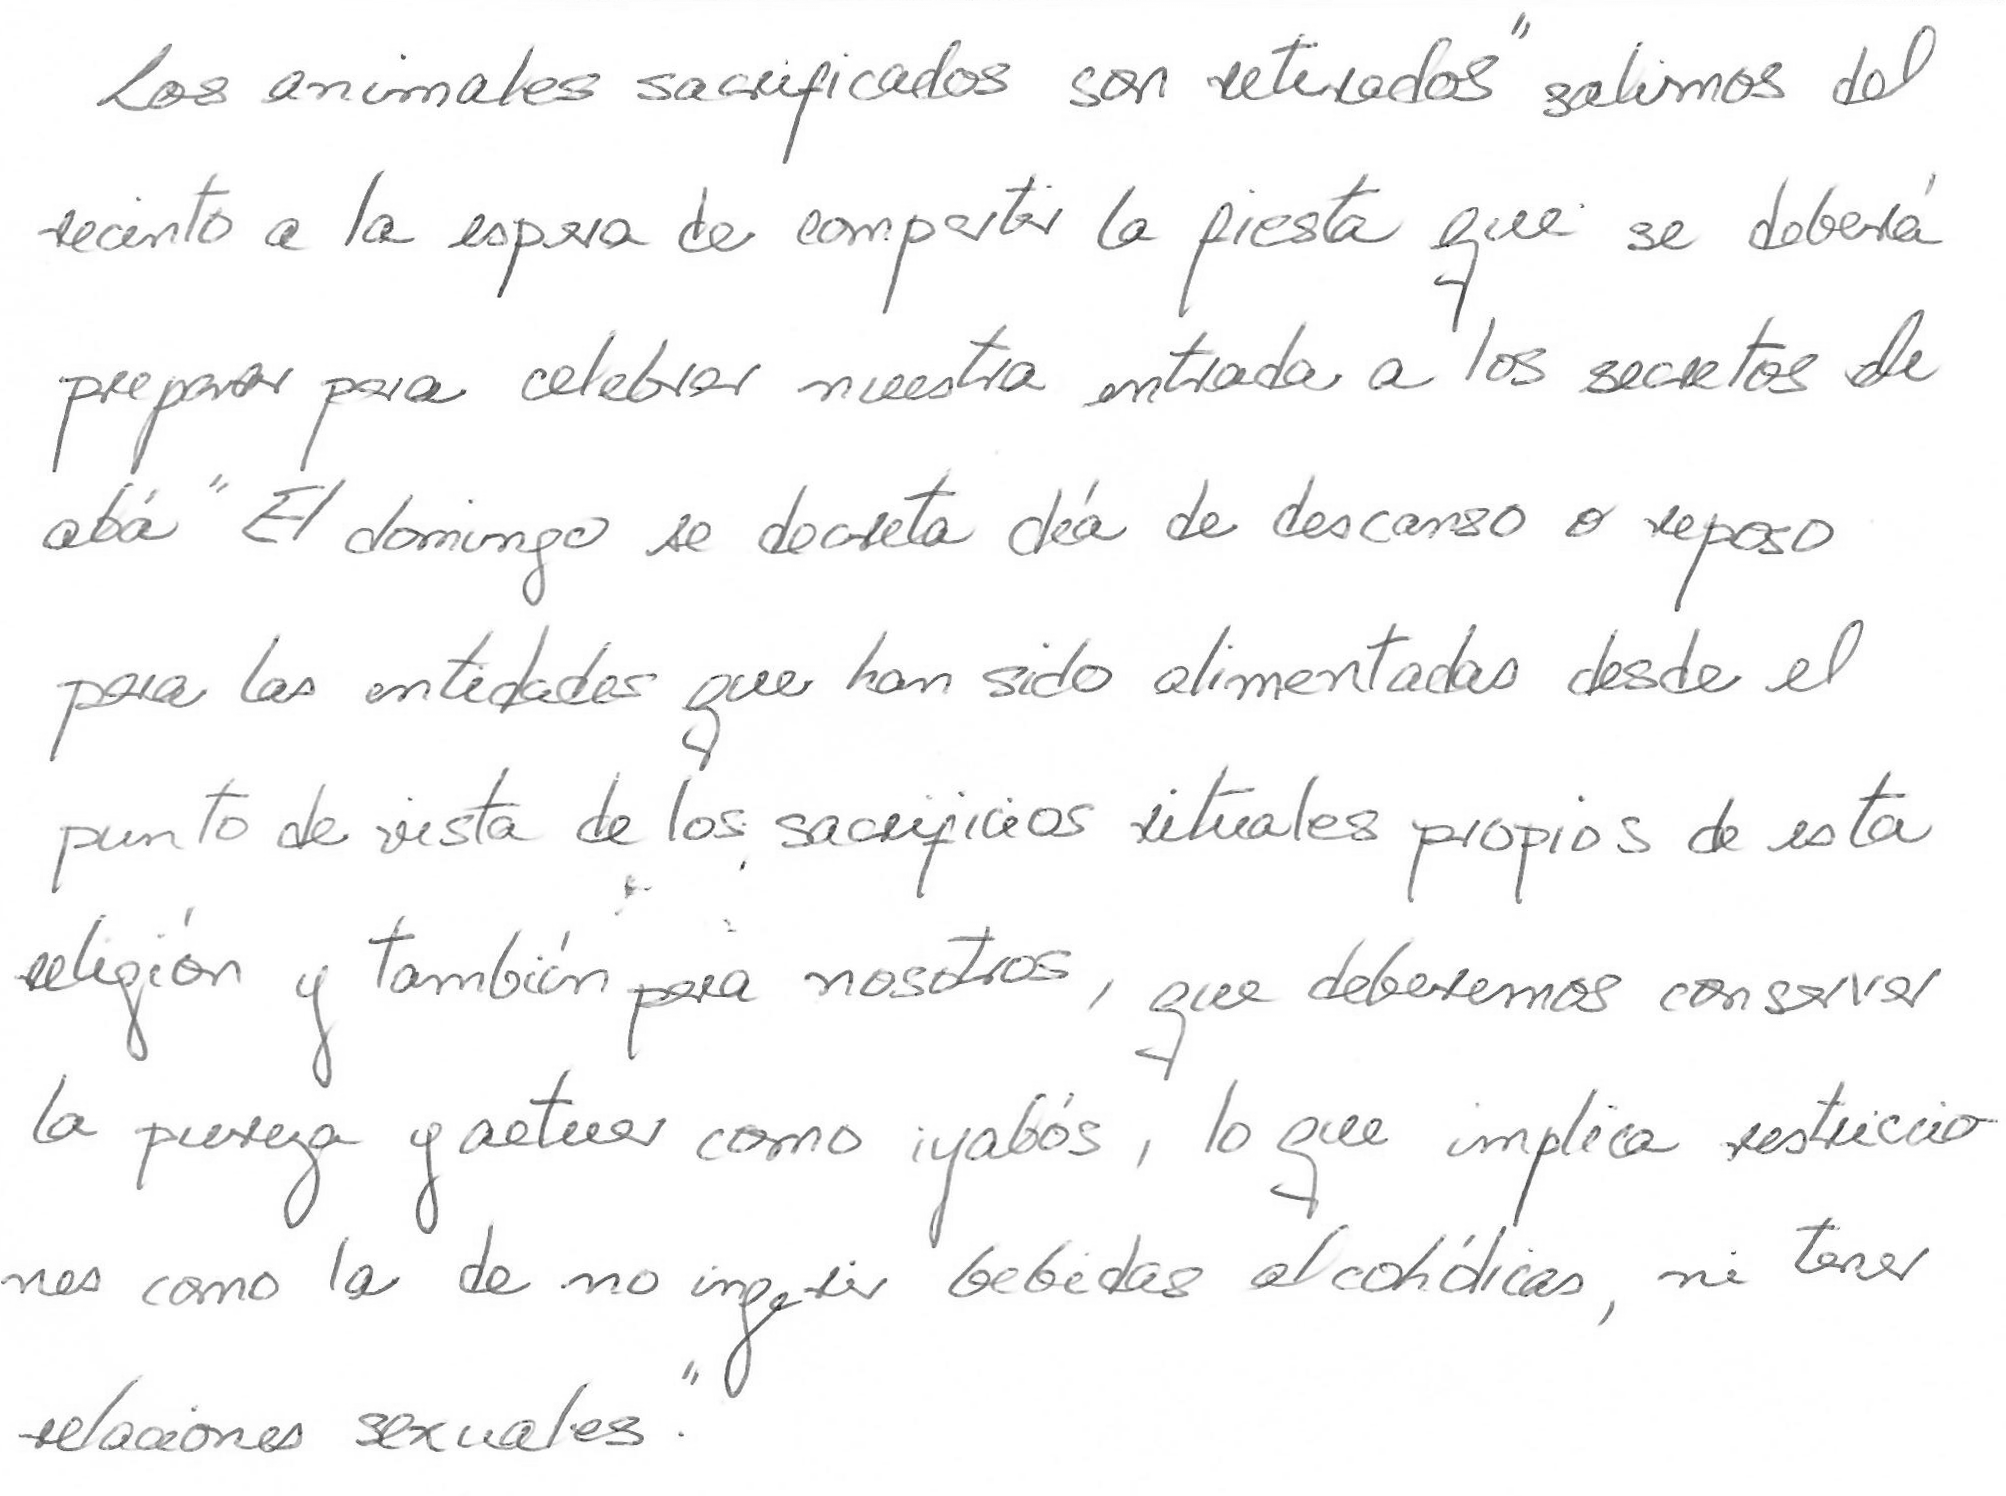 Los animales sacrificados son retirados" salimos del
recinto a la espera de compartir la fiesta que se deberá
preparar para celebrar nuestra entrada a los secretos de
abá" El domingo se decreta día de descanso o reposo
para las entidades que han sido alimentadas desde el
punto de vista de los sacrificios rituales propios de esta
religión y también para nosotros, que deberemos conservar
la pureza y actuar como iyabós, lo que implica restriccio
nes como la de no ingerir bebidas alcohólicas, ni tener
relaciones sexuales."